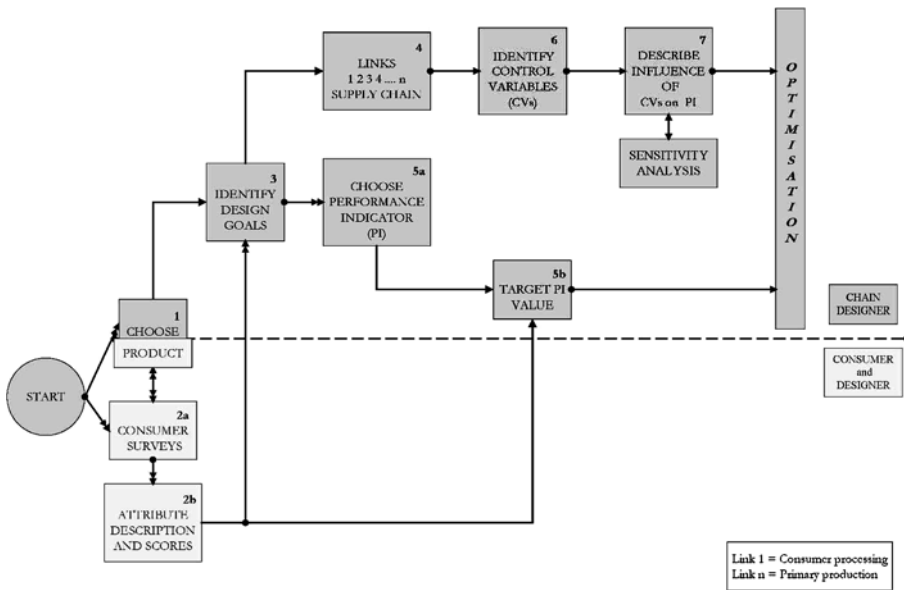 4
LINKS
1 2 3 4 .... n
SUPPLY CHAIN
6
IDENTIFY
CONTROL
VARIABLES
(CVs)
7
DESCRIBE
INFLUENCE
OF
CVs on PI
SENSITIVITY
ANALYSIS
OPTIMISATION
3
IDENTIFY
DESIGN
GOALS
5a
CHOOSE
PERFORMANCE
INDICATOR
(PI)
5b
TARGET PI
VALUE
CHAIN
DESIGNER
1
CHOOSE
PRODUCT
CONSUMER
and
DESIGNER
START
2a
CONSUMER
SURVEYS
2b
ATTRIBUTE
DESCRIPTION
AND SCORES
Link 1 = Consumer processing
Link n = Primary production